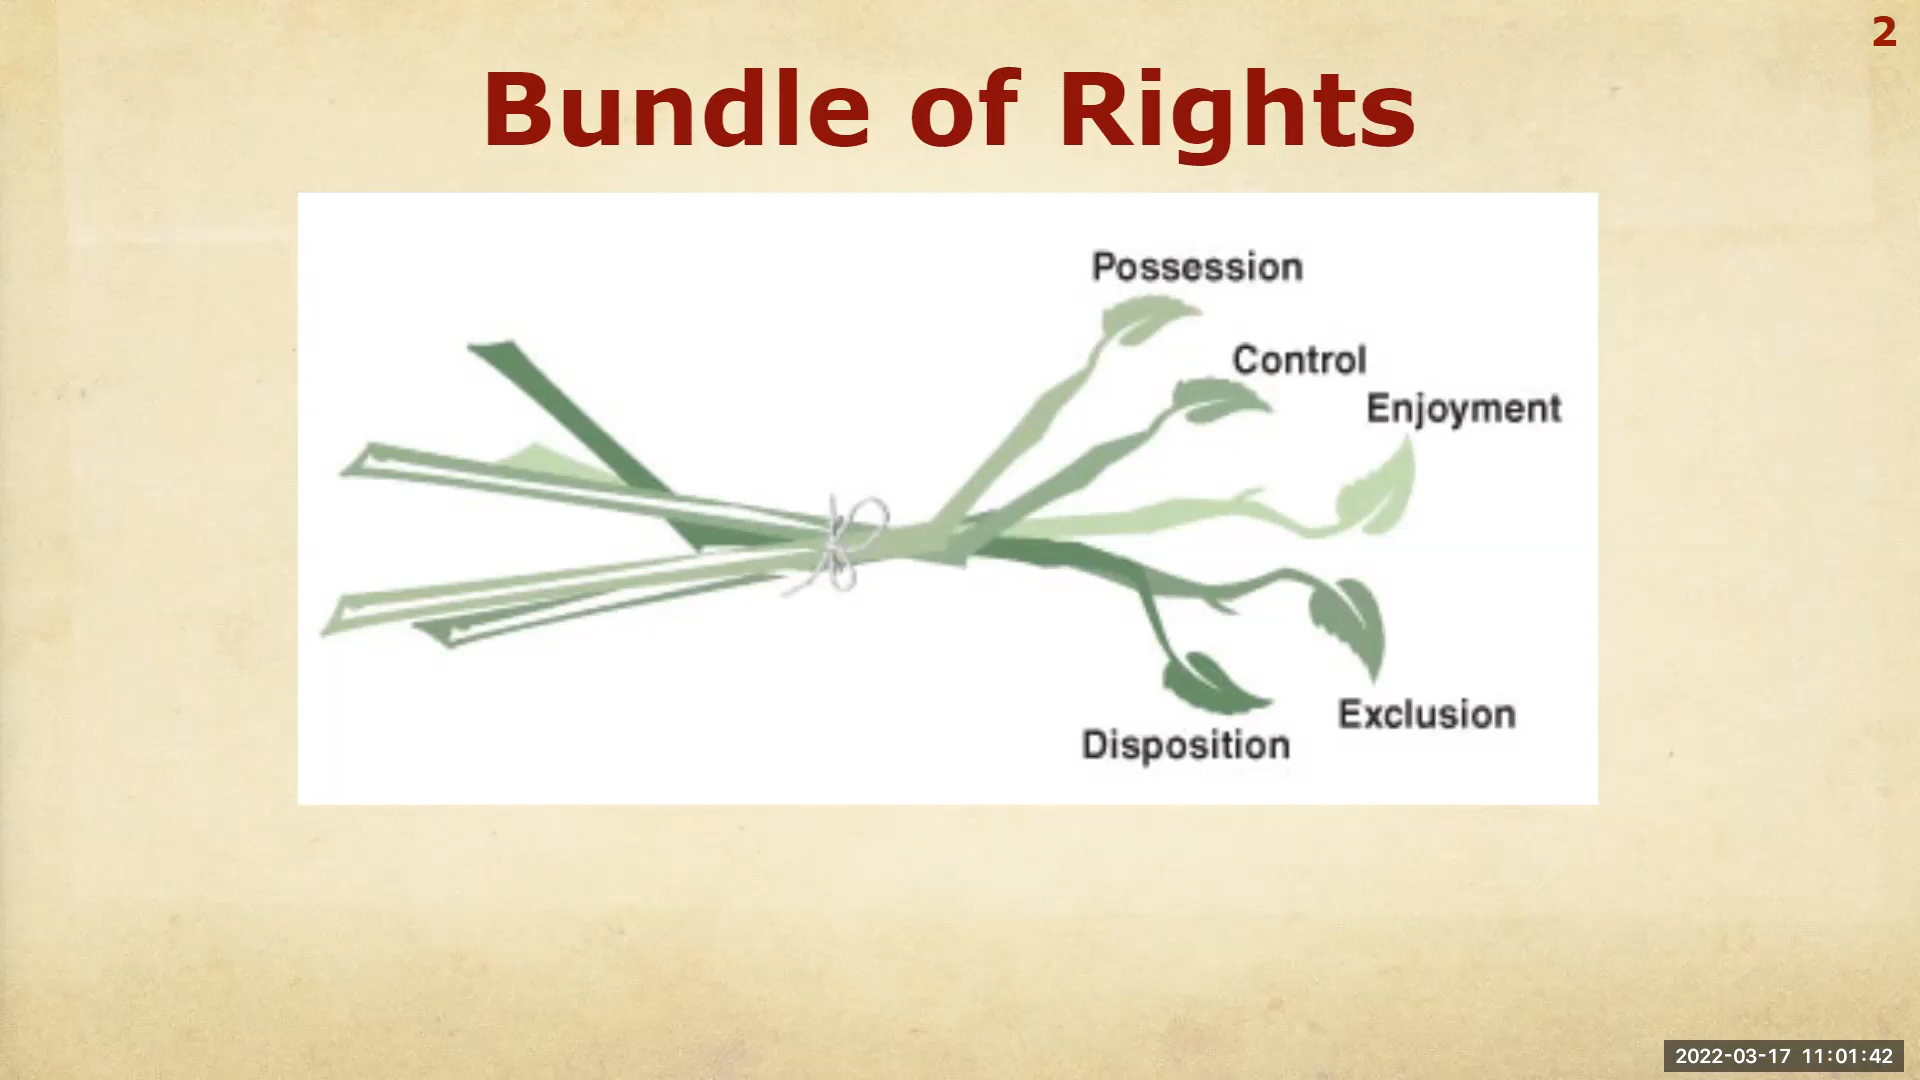 2
Bundle of Rights
Possession
Control
Enjoyment
Exclusion
Disposition
2022-03-17 11:01:42